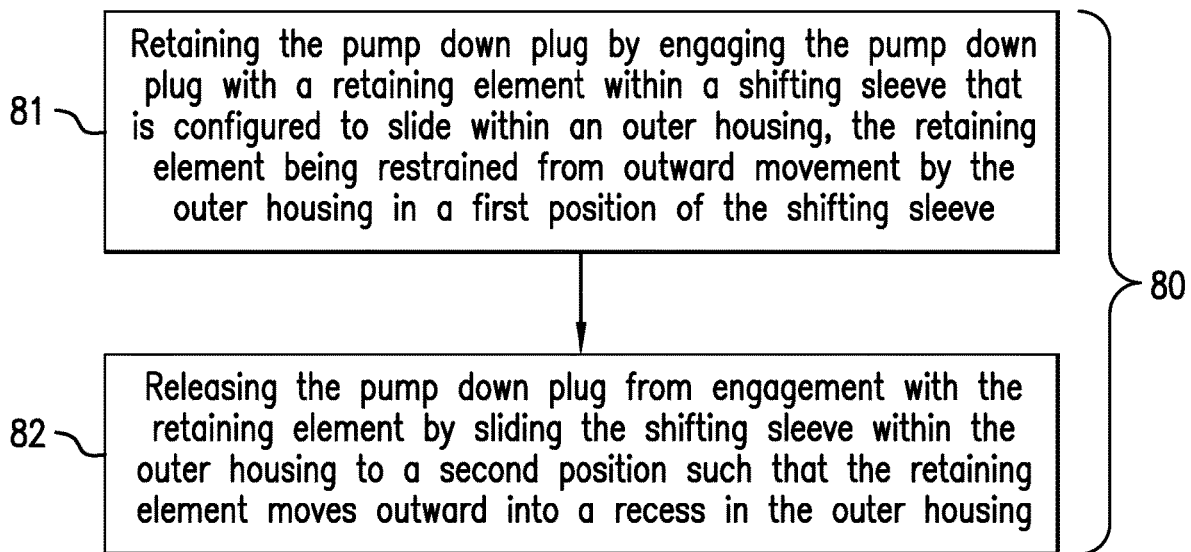 Retaining the pump down plug by engaging the pump down
plug with a retaining element within a shifting sleeve that
81
is configured to slide within an outer housing, the retaining
element being restrained from outward movement by the
outer housing in a first position of the shifting sleeve
80
Releasing the pump down plug from engagement with the
82
retaining element by sliding the shifting sleeve within the
outer housing to a second position such that the retaining
element moves outward into a recess in the outer housing